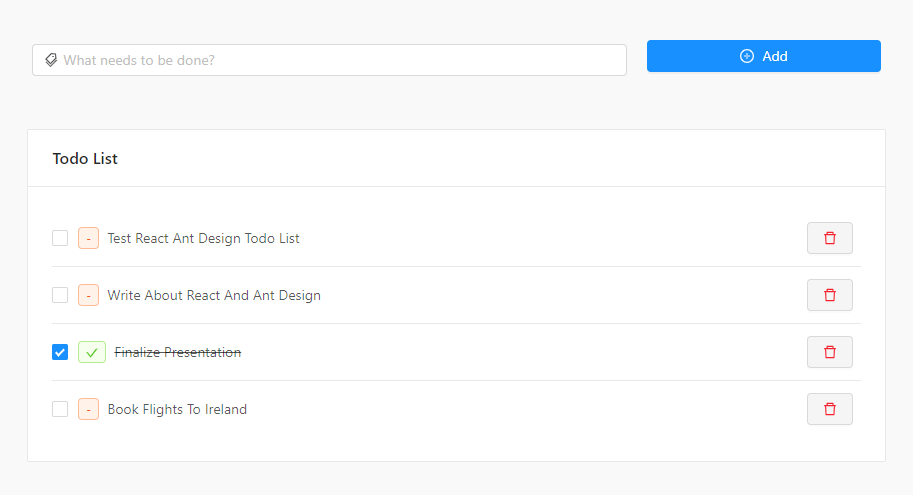 What needs to be done?
Add
Todo List
- Test React Ant Design Todo List
- Write About React And Ant Design
Finalize Presentation
- Book Flights To Ireland